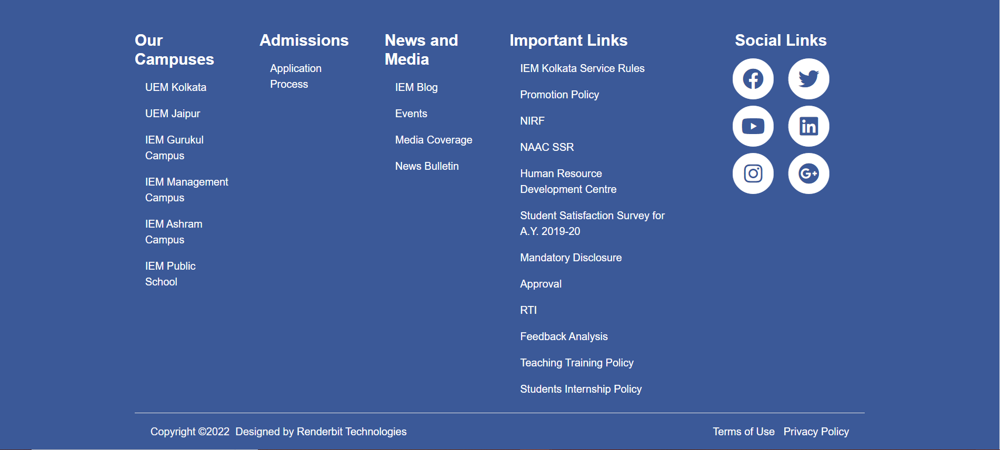 Our
Campuses
UEM Kolkata
UEM Jaipur
IEM Gurukul
Campus
IEM Management
Campus
IEM Ashram
Campus
IEM Public
School
Admissions
Application
Process
News and
Media
IEM Blog
Events
Media Coverage
News Bulletin
Important Links
IEM Kolkata Service Rules
Promotion Policy
NIRF
NAAC SSR
Human Resource
Development Centre
Student Satisfaction Survey for
A.Y. 2019-20
Mandatory Disclosure
Approval
RTI
Feedback Analysis
Teaching Training Policy
Students Internship Policy
Social Links
Copyright ©2022 Designed by Renderbit Technologies
Terms of Use Privacy Policy